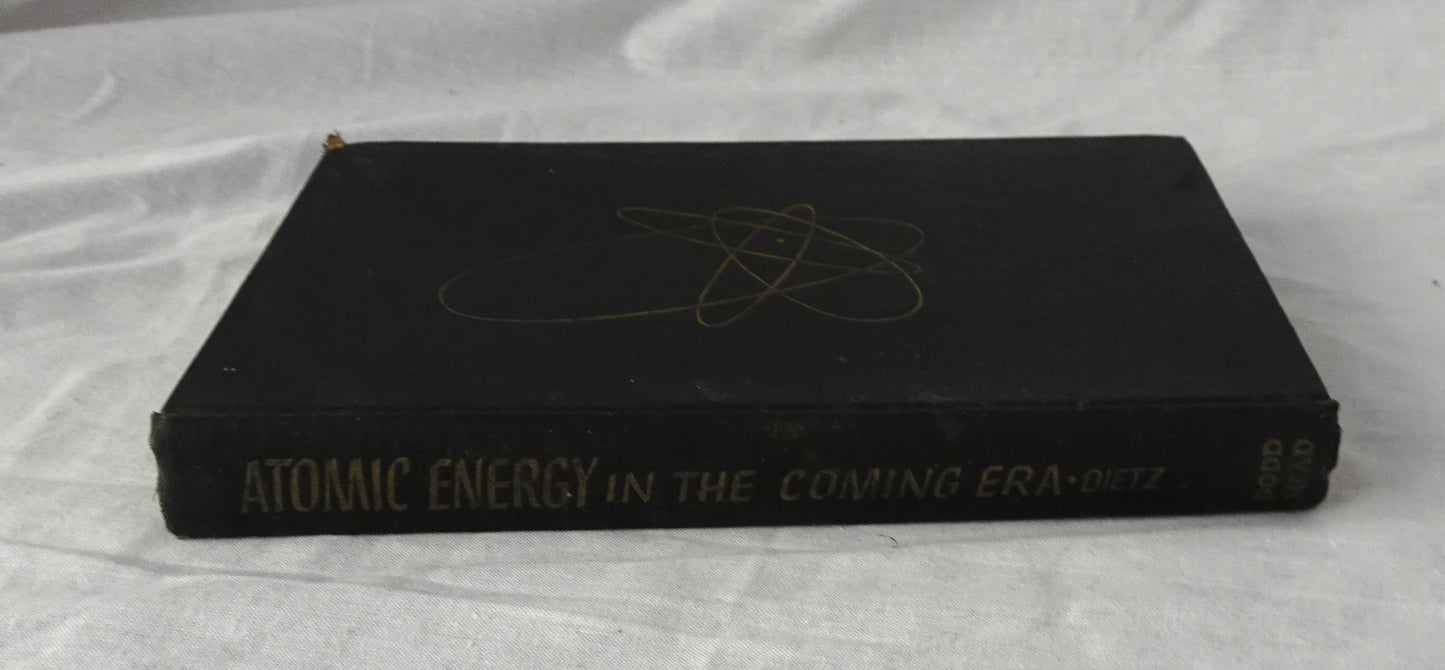 ATOMIC ENERGY IN THE COMING ERA · DIETZ
DODD
MEAD